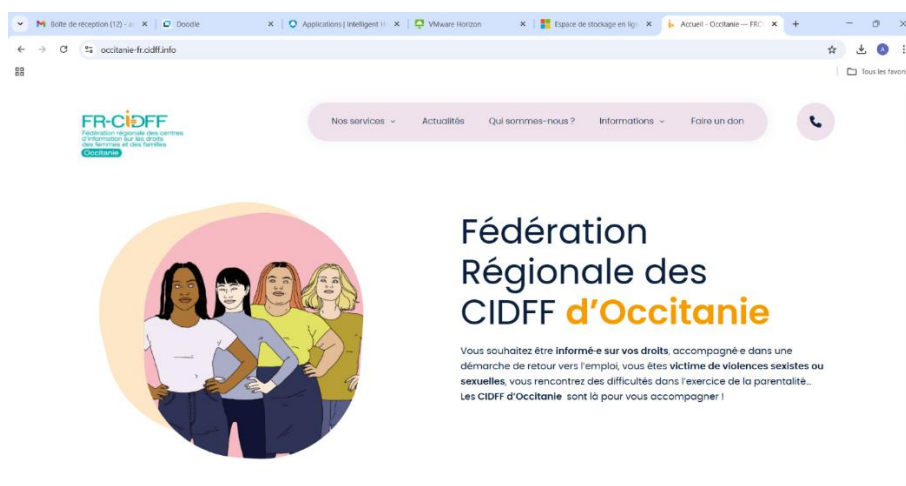 Boîte de réception (12) - a
Doodle
Applications | Intelligent H
VMware Horizon
Espace de stockage en lig
Accueil - Occitanie — FRC
occitanie-fr.cidff.info
Tous les favori
FR-CiDFF
Fédération régionale des centres
d'information sur les droits
des femmes et des familles
Occitanie
Nos services
Actualités
Qui sommes-nous ?
Informations
Faire un don
Fédération
Régionale des
CIDFF d'Occitanie
Vous souhaitez être informé·e sur vos droits, accompagné·e dans une
démarche de retour vers l'emploi, vous êtes victime de violences sexistes ou
sexuelles, vous rencontrez des difficultés dans l'exercice de la parentalité...
Les CIDFF d'Occitanie sont là pour vous accompagner !